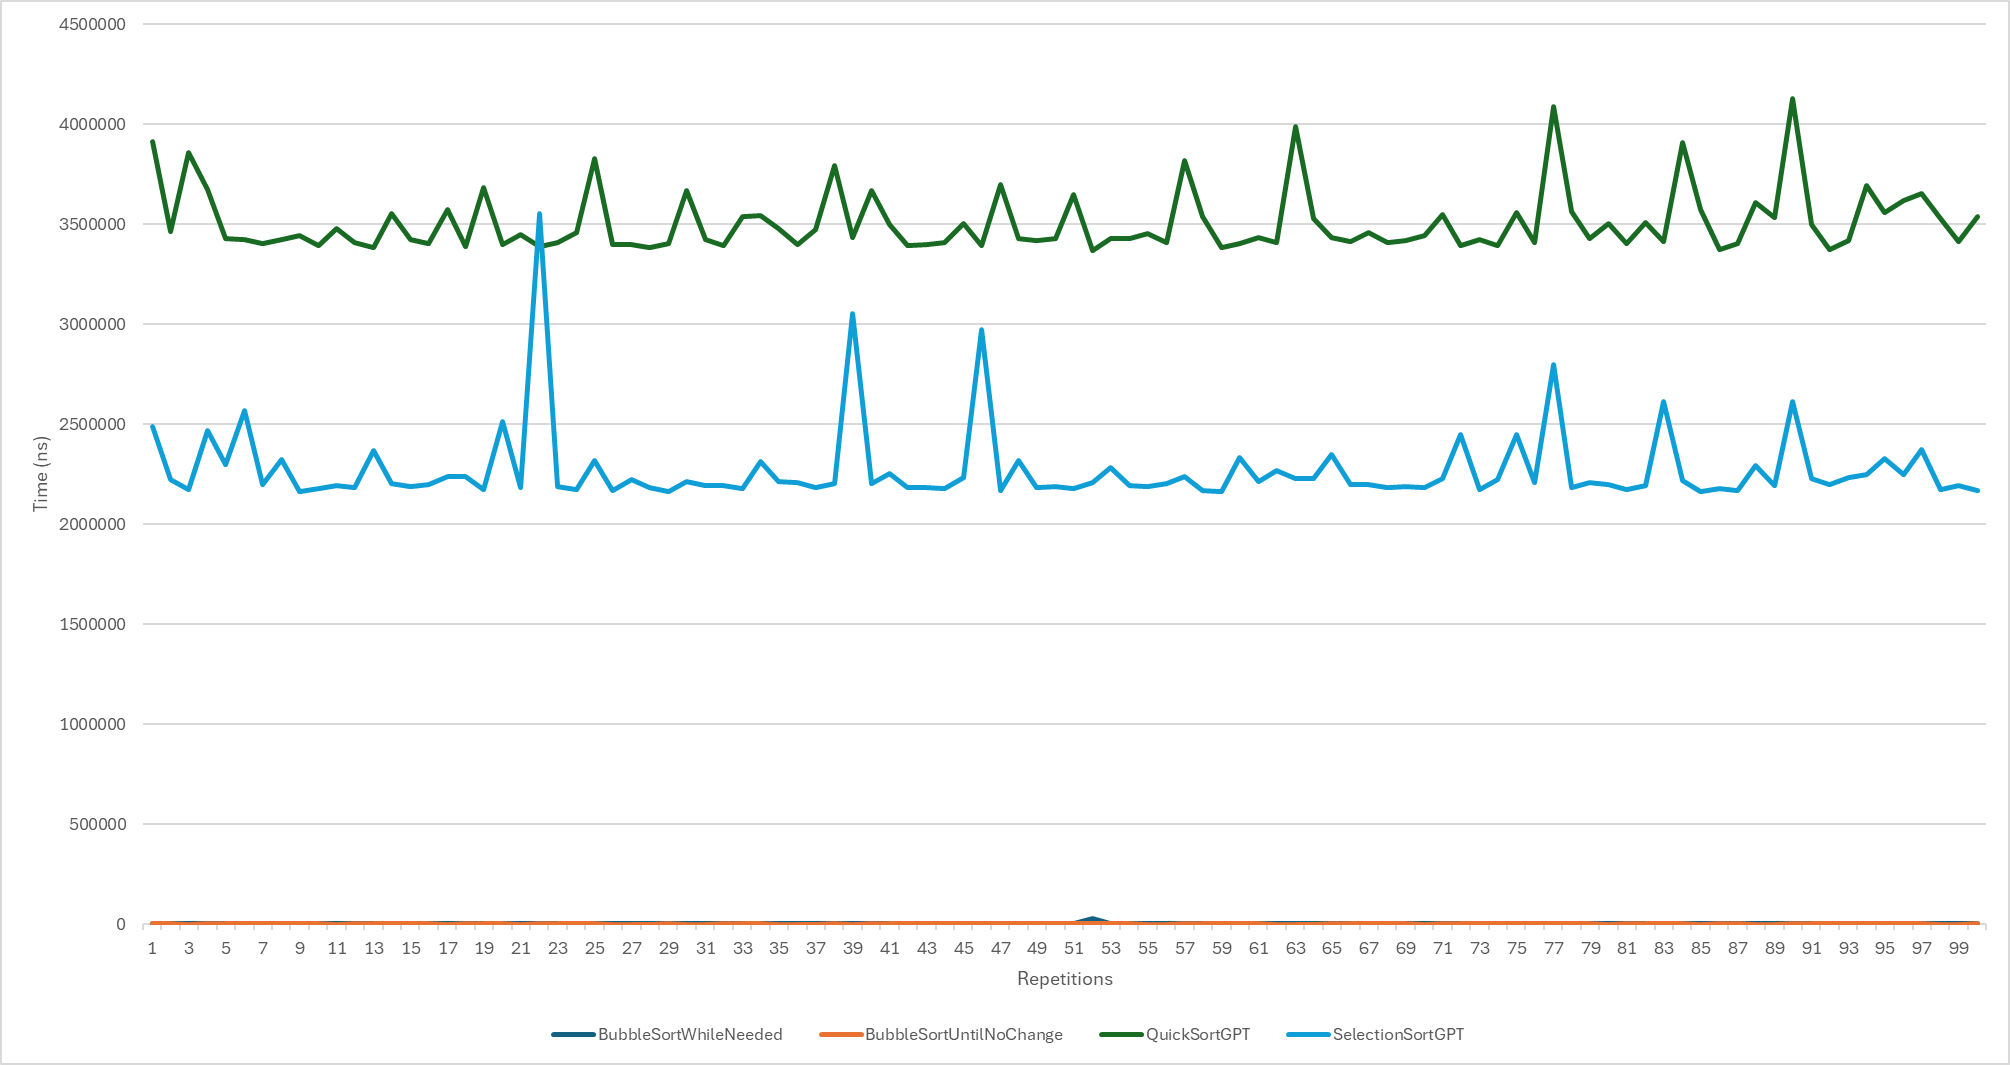 4500000
4000000
3500000
3000000
2500000
2000000
1500000
1000000
500000
0
Time (ns)
1 3 5 7 9 11 13 15 17 19 21 23 25 27 29 31 33 35 37 39 41 43 45 47 49 51 53 55 57 59 61 63 65 67 69 71 73 75 77 79 81 83 85 87 89 91 93 95 97 99
Repetitions
BubbleSortWhileNeeded BubbleSortUntilNoChange QuickSortGPT SelectionSortGPT